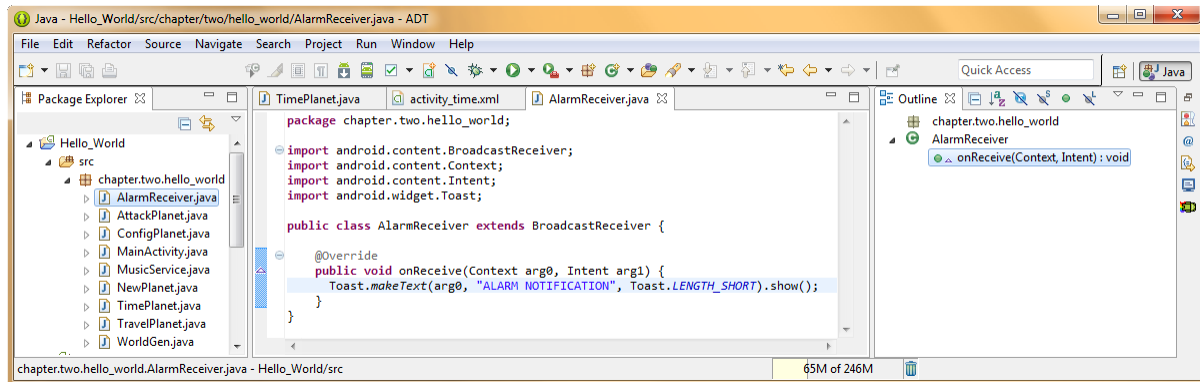 Java - Hello_World/src/chapter/two/hello_world/AlarmReceiver.java - ADT
File Edit Refactor Source Navigate Search Project Run Window Help
Quick Access
Java
Package Explorer
Hello_World
src
chapter.two.hello_world
AlarmReceiver.java
AttackPlanet.java
ConfigPlanet.java
MainActivity.java
MusicService.java
NewPlanet.java
TimePlanet.java
TravelPlanet.java
WorldGen.java
TimePlanet.java activity_time.xml AlarmReceiver.java
package chapter.two.hello_world;
import android.content.BroadcastReceiver;
import android.content.Context;
import android.content.Intent;
import android.widget.Toast;
public class AlarmReceiver extends BroadcastReceiver {
@Override
public void onReceive(Context arg0, Intent arg1) {
Toast.makeText(arg0, "ALARM NOTIFICATION", Toast.LENGTH_SHORT).show();
}
}
Outline
chapter.two.hello_world
AlarmReceiver
onReceive(Context, Intent) : void
chapter.two.hello_world.AlarmReceiver.java - Hello_World/src
65M of 246M